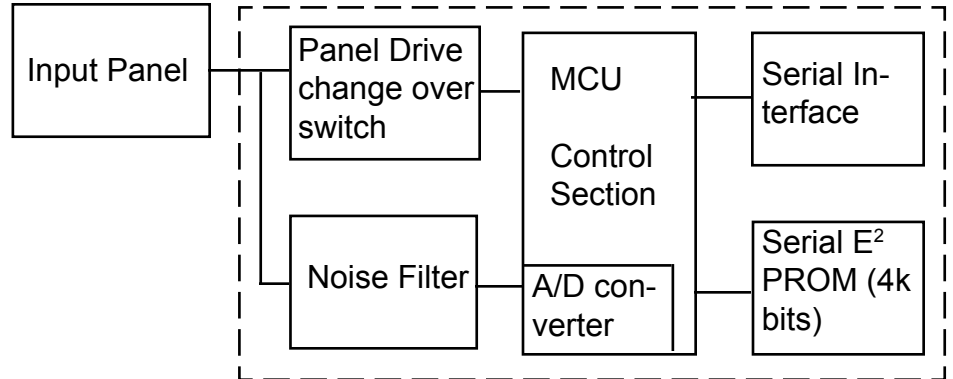 Input Panel
Panel Drive
change over
switch
MCU
Control
Section
Serial In-
terface
Noise Filter
A/D con-
verter
Serial E²
PROM (4k
bits)